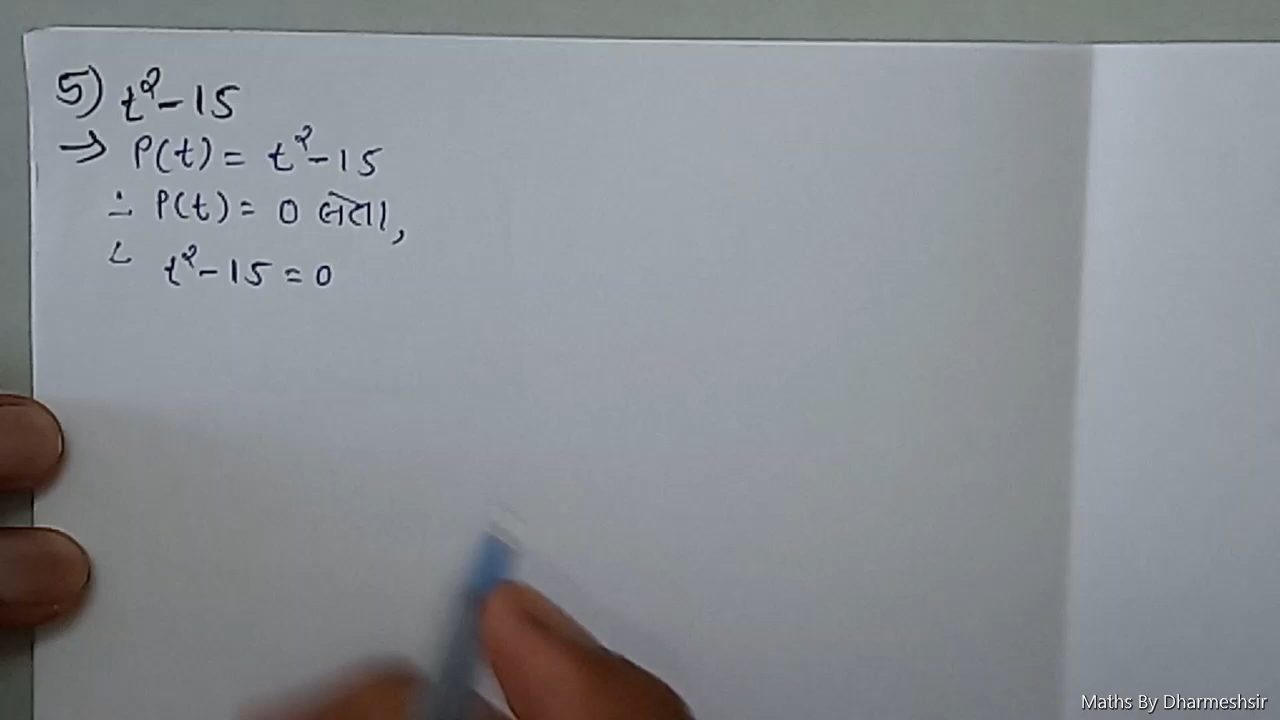 5) t²-15
→ P(t) = t²-15
∴ P(t) = 0 લેતા,
t²-15=0
Maths By Dharmeshsir